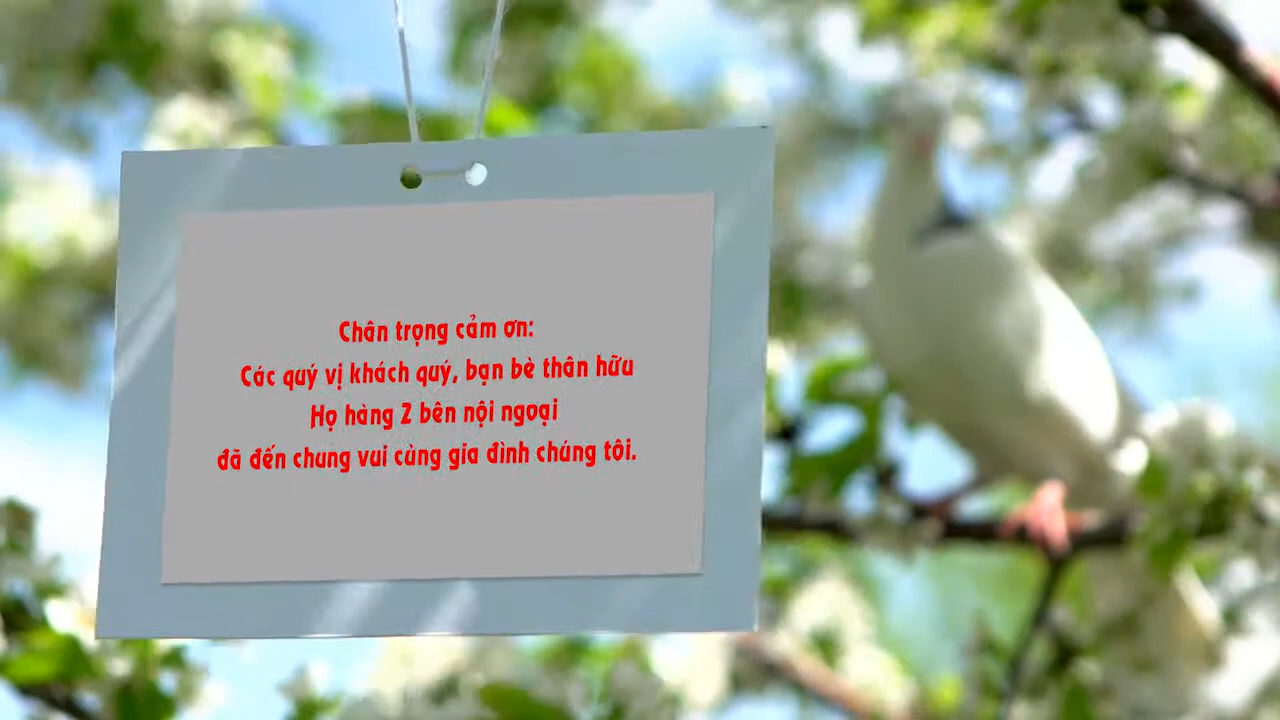 Chân trọng cảm ơn:
Các quý vị khách quý, bạn bè thân hữu
Họ hàng 2 bên nội ngoại
đã đến chung vui cùng gia đình chúng tôi.